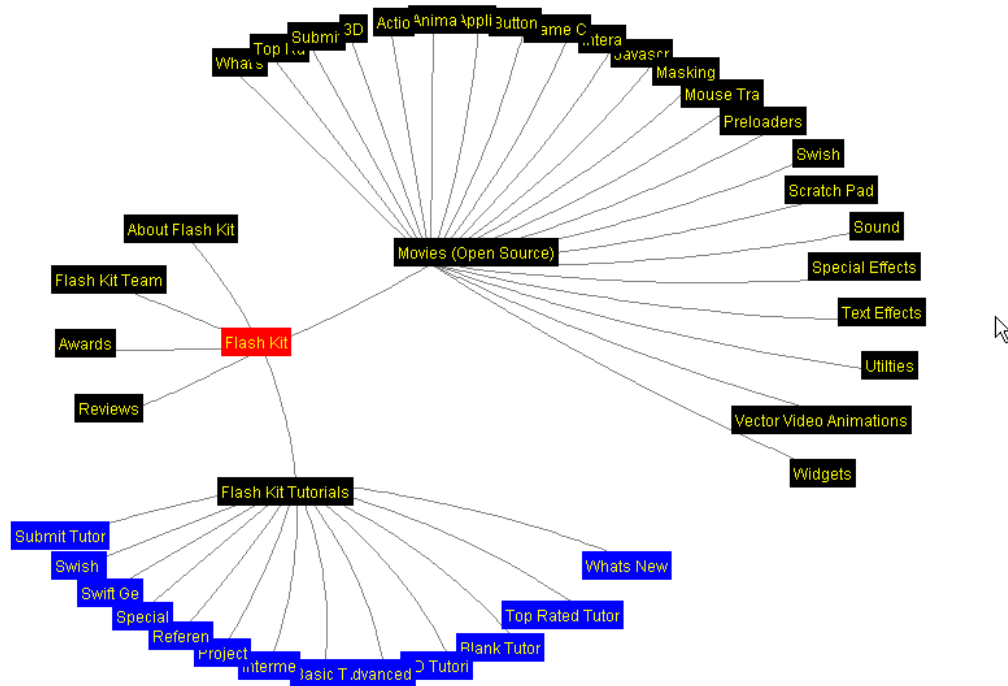 Whats
Top Ra
Submi
3D
Actio
Anima
Appli
Button
ame C
Intera
Javascr
Masking
Mouse Tra
Preloaders
Swish
Scratch Pad
Sound
Special Effects
Text Effects
Utilties
Vector Video Animations
Widgets
Movies (Open Source)
About Flash Kit
Flash Kit Team
Flash Kit
Awards
Reviews
Flash Kit Tutorials
Submit Tutor
Swish
Swift Ge
Special
Referen
Project
Interme
Basic T
dvanced
D Tutori
Blank Tutor
Top Rated Tutor
Whats New